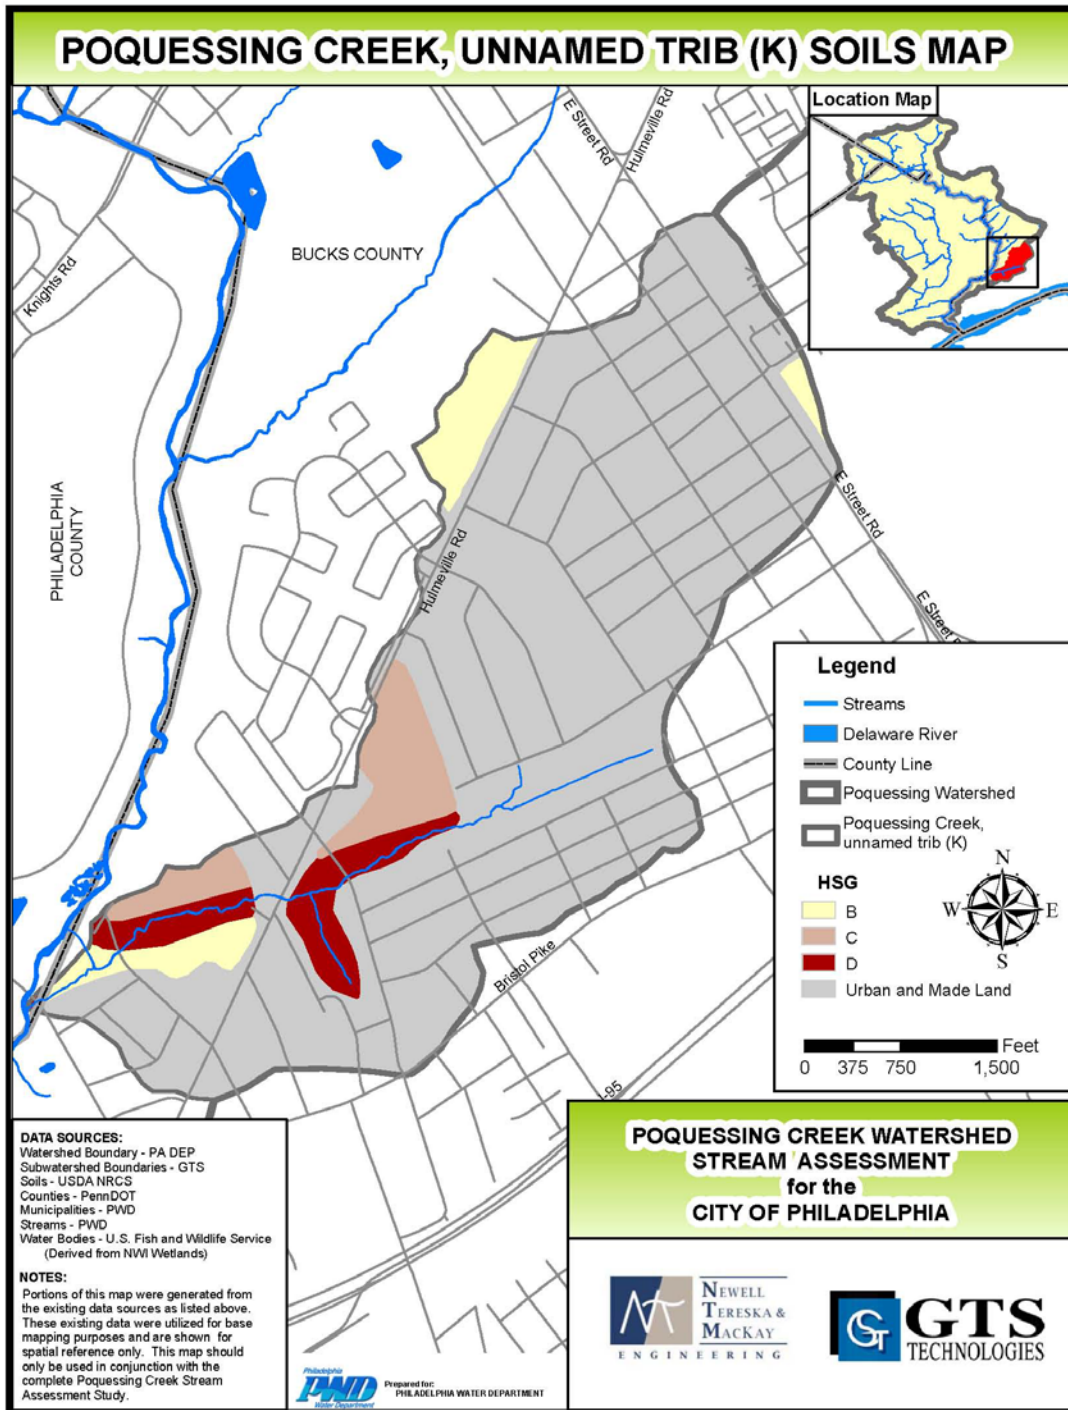 POQUESSING CREEK, UNNAMED TRIB (K) SOILS MAP
Location Map
E Street Rd
Hulmeville Rd
Knights Rd
BUCKS COUNTY
PHILADELPHIA
COUNTY
Hulmeville Rd
E Street Rd
E Street
Bristol Pike
I-95
Legend
Streams
Delaware River
County Line
Poquessing Watershed
Poquessing Creek,
unnamed trib (K)
HSG
B
C
D
Urban and Made Land
N
W E
S
Feet
0 375 750 1,500
DATA SOURCES:
Watershed Boundary - PA DEP
Subwatershed Boundaries - GTS
Soils - USDA NRCS
Counties - PennDOT
Municipalities - PWD
Streams - PWD
Water Bodies - U.S. Fish and Wildlife Service
(Derived from NWI Wetlands)
NOTES:
Portions of this map were generated from
the existing data sources as listed above.
These existing data were utilized for base
mapping purposes and are shown for
spatial reference only. This map should
only be used in conjunction with the
complete Poquessing Creek Stream
Assessment Study.
Philadelphia
PWD
Water Department
Prepared for:
PHILADELPHIA WATER DEPARTMENT
POQUESSING CREEK WATERSHED
STREAM ASSESSMENT
for the
CITY OF PHILADELPHIA
NEWELL
TERESKA &
MACKAY
ENGINEERING
GTS
TECHNOLOGIES